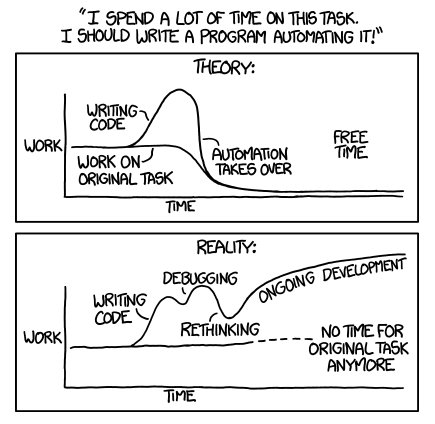 "I SPEND A LOT OF TIME ON THIS TASK.
I SHOULD WRITE A PROGRAM AUTOMATING IT!"
THEORY:
WRITING
CODE
WORK
WORK ON
ORIGINAL TASK
AUTOMATION
TAKES OVER
FREE
TIME
TIME
REALITY:
WRITING
CODE
DEBUGGING
RETHINKING
ONGOING DEVELOPMENT
WORK
NO TIME FOR
ORIGINAL TASK
ANYMORE
TIME